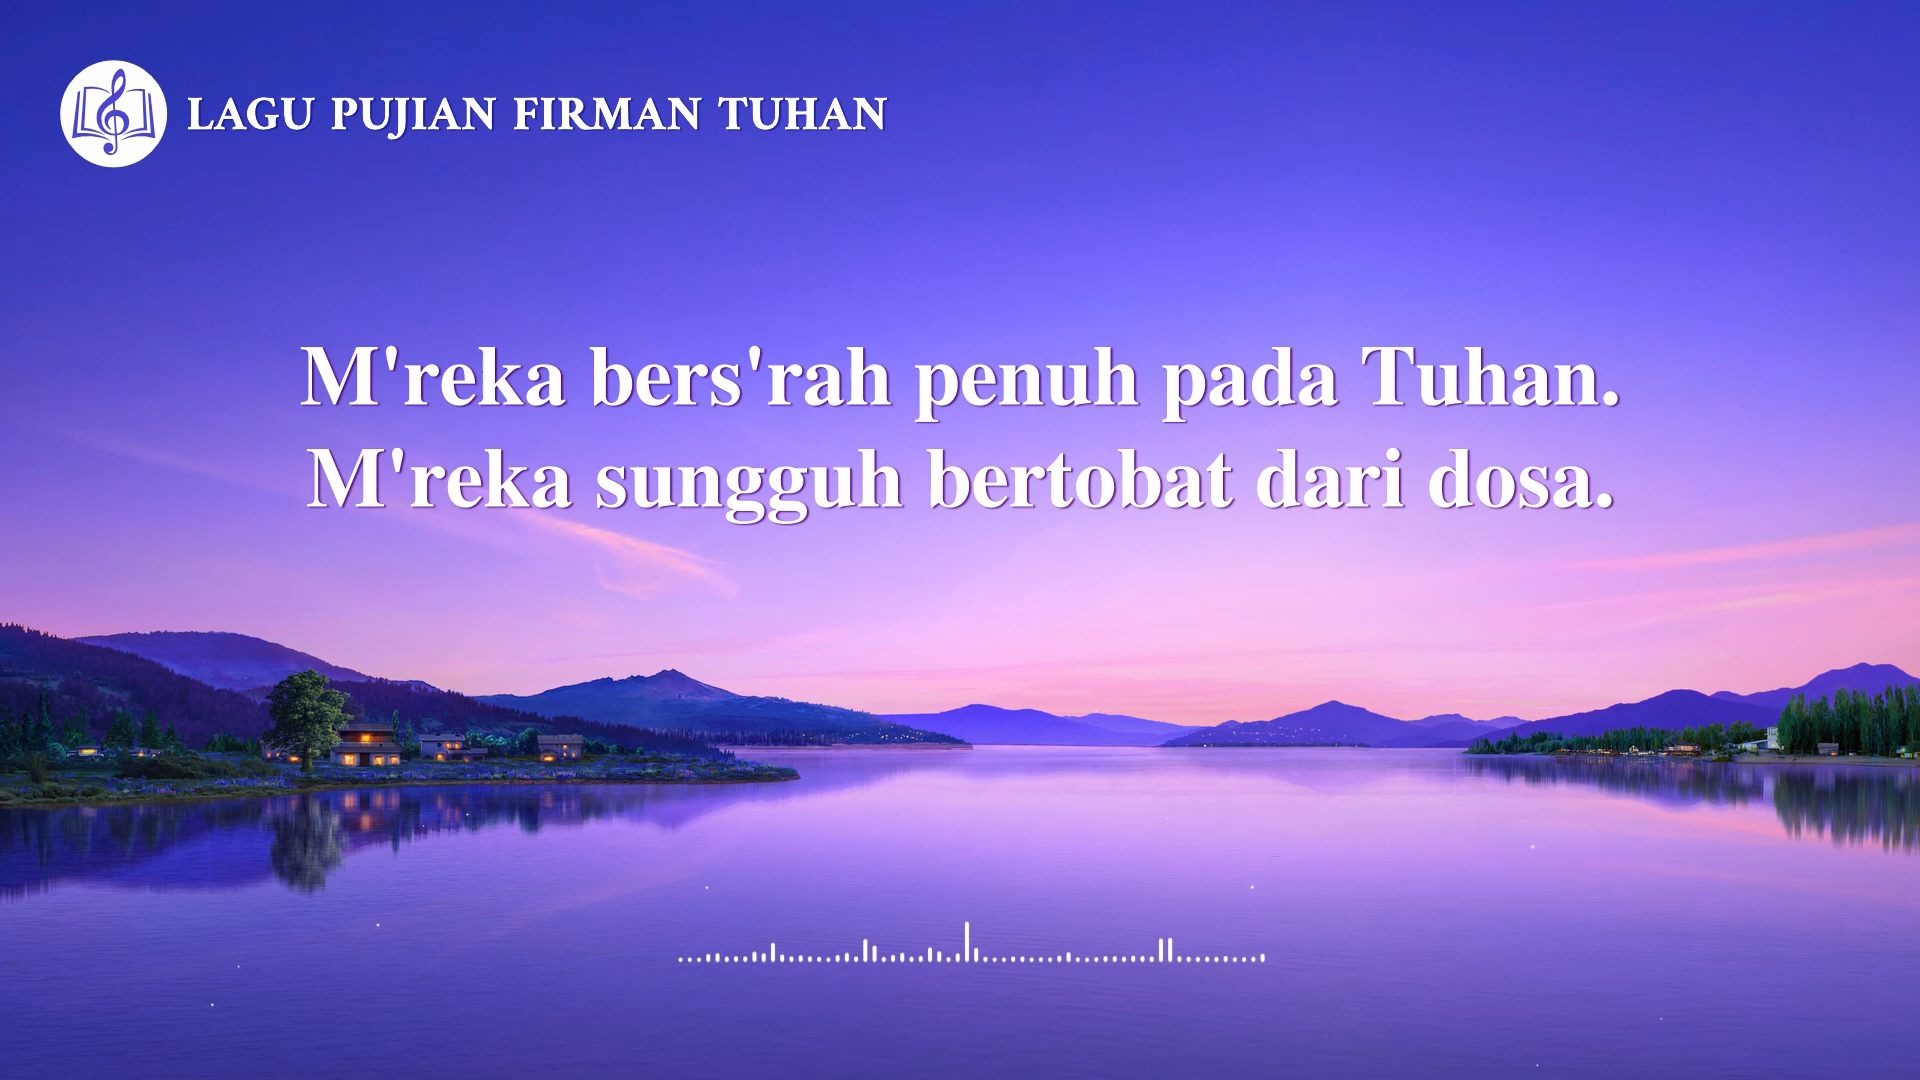 LAGU PUJIAN FIRMAN TUHAN
M'reka bers'rah penuh pada Tuhan.
M'reka sungguh bertobat dari dosa.